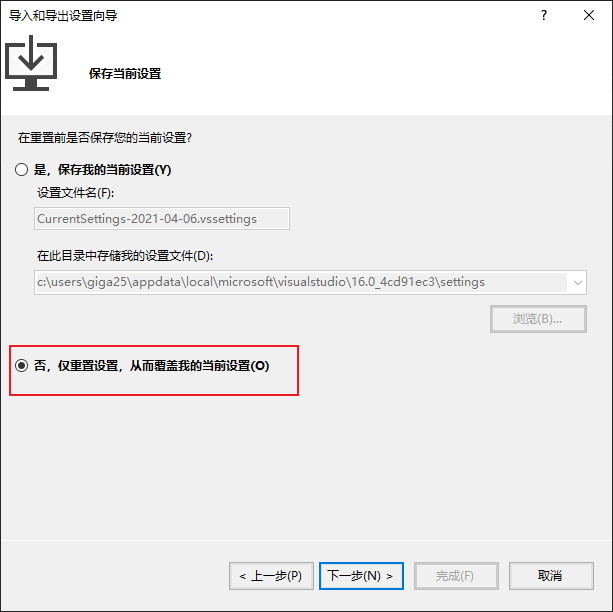 导入和导出设置向导
?
保存当前设置
在重置前是否保存您的当前设置?
是，保存我的当前设置(Y)
设置文件名(F):
CurrentSettings-2021-04-06.vssettings
在此目录中存储我的设置文件(D):
c:\users\giga25\appdata\local\microsoft\visualstudio\16.0_4cd91ec3\settings
浏览(B)...
否，仅重置设置，从而覆盖我的当前设置(O)
< 上一步(P) 下一步(N) > 完成(F) 取消